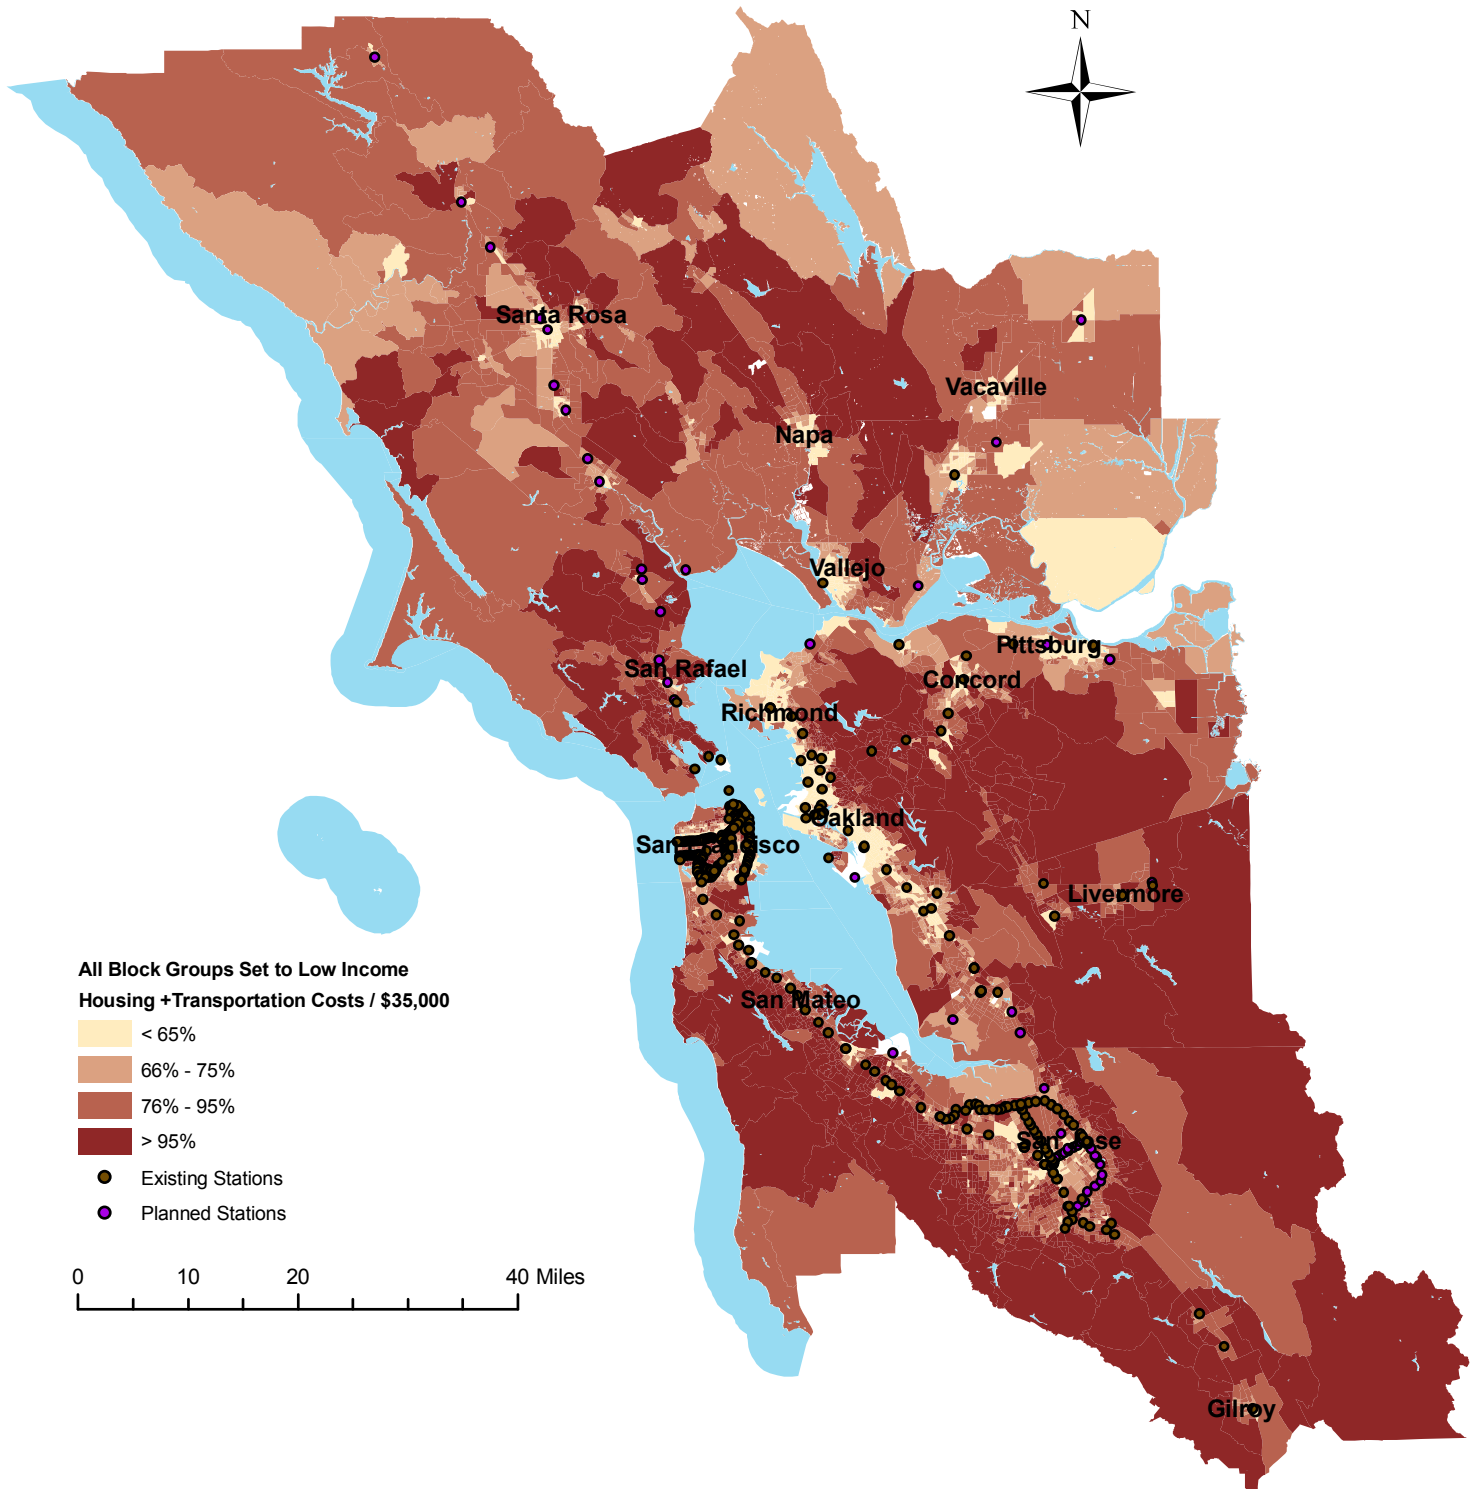 N
Santa Rosa
Vacaville
Napa
Vallejo
Pittsburg
San Rafael
Concord
Richmond
Oakland
San Francisco
Livermore
All Block Groups Set to Low Income
Housing +Transportation Costs / $35,000
San Mateo
< 65%
66% - 75%
76% - 95%
> 95%
San Jose
Existing Stations
Planned Stations
0 10 20 40 Miles
Gilroy